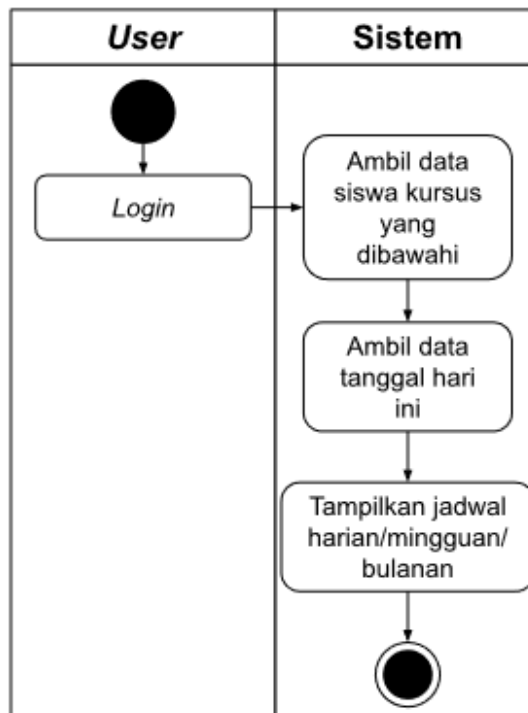 User
Sistem
Login
Ambil data
siswa kursus
yang
dibawahi
Ambil data
tanggal hari
ini
Tampilkan jadwal
harian/mingguan/
bulanan